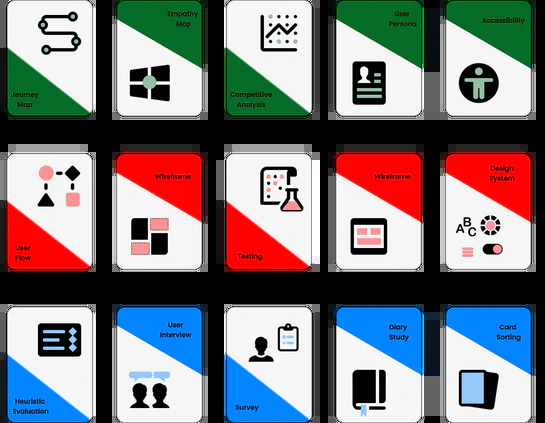 Journey
Map
Empathy
Map
Competitive
Analysis
User
Persona
Accessibility
User
Flow
Wireframe
Testing
Wireframe
Design
System
A
B
C
Heuristic
Evaluation
User
Interview
Survey
Diary
Study
Card
Sorting